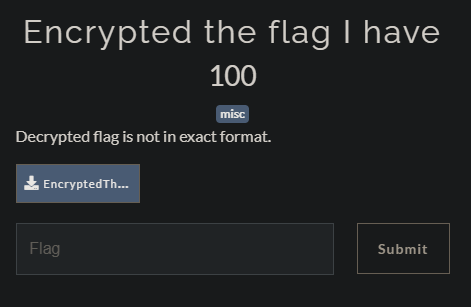 Encrypted the flag I have
100
misc
Decrypted flag is not in exact format.
EncryptedTh...
Flag
Submit